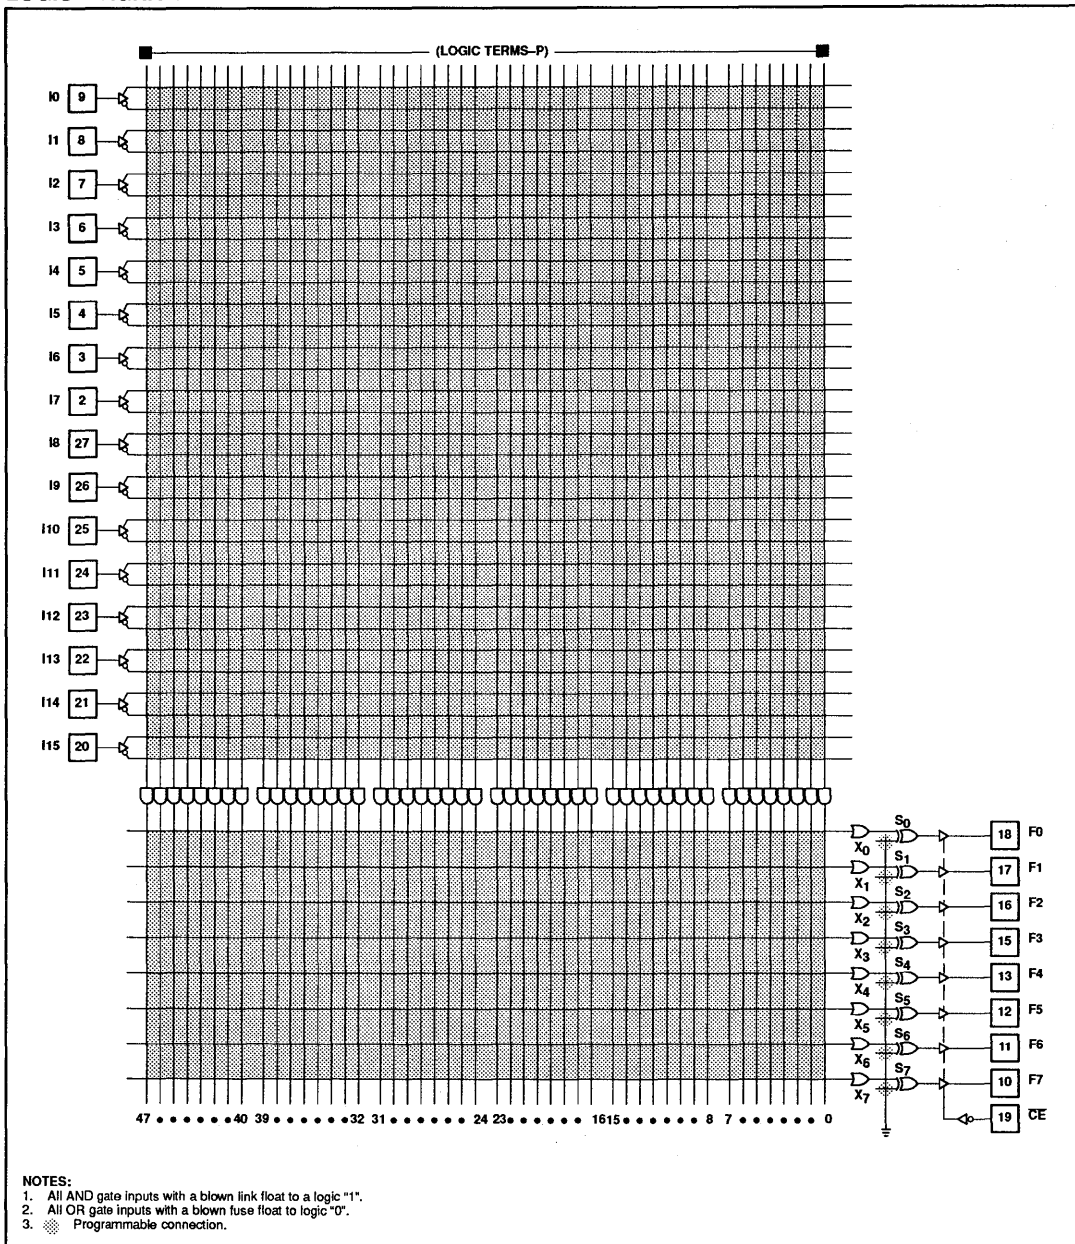 (LOGIC TERMS–P)
I0 9
I1 8
I2 7
I3 6
I4 5
I5 4
I6 3
I7 2
I8 27
I9 26
I10 25
I11 24
I12 23
I13 22
I14 21
I15 20
S0 18 F0
X0
S1 17 F1
X1
S2 16 F2
X2
S3 15 F3
X3
S4 13 F4
X4
S5 12 F5
X5
S6 11 F6
X6
S7 10 F7
X7
47 40 39 32 31 24 23 16 15 8 7 0
19 CE
NOTES:
1. All AND gate inputs with a blown link float to a logic "1".
2. All OR gate inputs with a blown fuse float to logic "0".
3. Programmable connection.